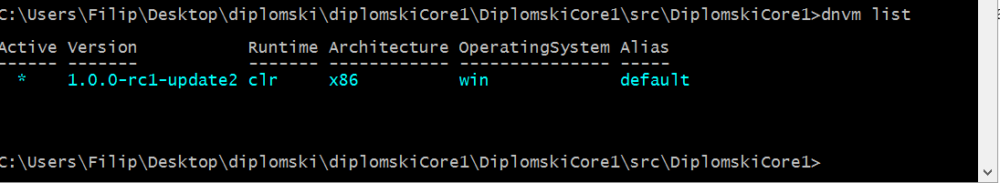 C:\Users\Filip\Desktop\diplomski\diplomskiCore1\DiplomskiCore1\src\DiplomskiCore1>dnvm list
Active Version Runtime Architecture OperatingSystem Alias
------ ------- ------- ------------ --------------- -----
* 1.0.0-rc1-update2 clr x86 win default
C:\Users\Filip\Desktop\diplomski\diplomskiCore1\DiplomskiCore1\src\DiplomskiCore1>